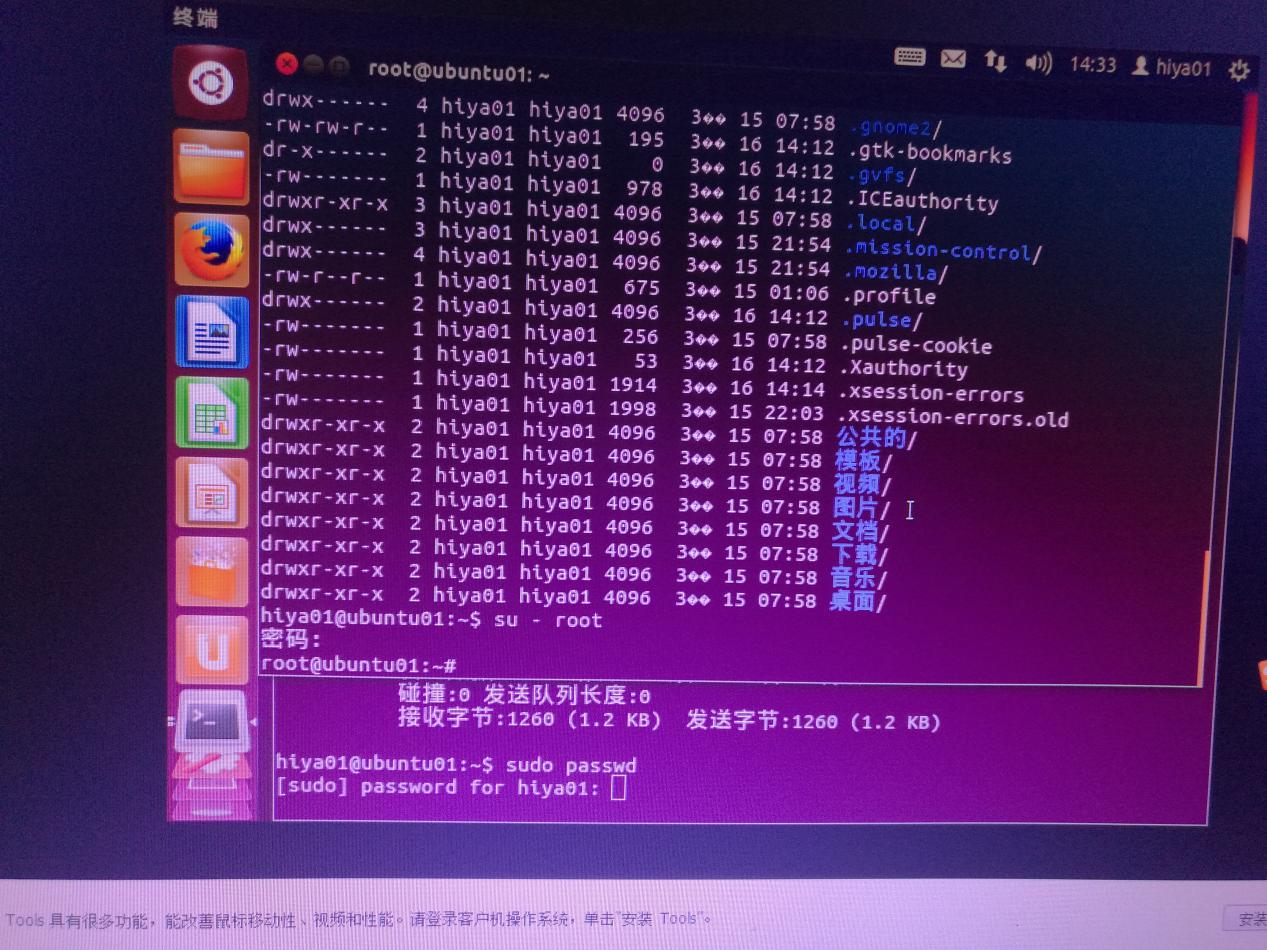 终端
root@ubuntu01: ~
14:33 hiya01
drwx------ 4 hiya01 hiya01 4096 3�� 15 07:58 .gnome2/
-rw-rw-r-- 1 hiya01 hiya01 195 3�� 16 14:12 .gtk-bookmarks
dr-x------ 2 hiya01 hiya01 0 3�� 16 14:12 .gvfs/
-rw------- 1 hiya01 hiya01 978 3�� 16 14:12 .ICEauthority
drwxr-xr-x 3 hiya01 hiya01 4096 3�� 15 07:58 .local/
drwx------ 3 hiya01 hiya01 4096 3�� 15 21:54 .mission-control/
drwx------ 4 hiya01 hiya01 4096 3�� 15 21:54 .mozilla/
-rw-r--r-- 1 hiya01 hiya01 675 3�� 15 01:06 .profile
drwx------ 2 hiya01 hiya01 4096 3�� 16 14:12 .pulse/
-rw------- 1 hiya01 hiya01 256 3�� 15 07:58 .pulse-cookie
-rw------- 1 hiya01 hiya01 53 3�� 16 14:12 .Xauthority
-rw------- 1 hiya01 hiya01 1914 3�� 16 14:14 .xsession-errors
-rw------- 1 hiya01 hiya01 1998 3�� 15 22:03 .xsession-errors.old
drwxr-xr-x 2 hiya01 hiya01 4096 3�� 15 07:58 公共的/
drwxr-xr-x 2 hiya01 hiya01 4096 3�� 15 07:58 模板/
drwxr-xr-x 2 hiya01 hiya01 4096 3�� 15 07:58 视频/
drwxr-xr-x 2 hiya01 hiya01 4096 3�� 15 07:58 图片/
drwxr-xr-x 2 hiya01 hiya01 4096 3�� 15 07:58 文档/
drwxr-xr-x 2 hiya01 hiya01 4096 3�� 15 07:58 下载/
drwxr-xr-x 2 hiya01 hiya01 4096 3�� 15 07:58 音乐/
drwxr-xr-x 2 hiya01 hiya01 4096 3�� 15 07:58 桌面/
hiya01@ubuntu01:~$ su - root
密码:
root@ubuntu01:~#
碰撞:0 发送队列长度:0
接收字节:1260 (1.2 KB) 发送字节:1260 (1.2 KB)
hiya01@ubuntu01:~$ sudo passwd
[sudo] password for hiya01:
Tools 具有很多功能，能改善鼠标移动性、视频和性能。请登录客户机操作系统，单击"安装 Tools"。
安装